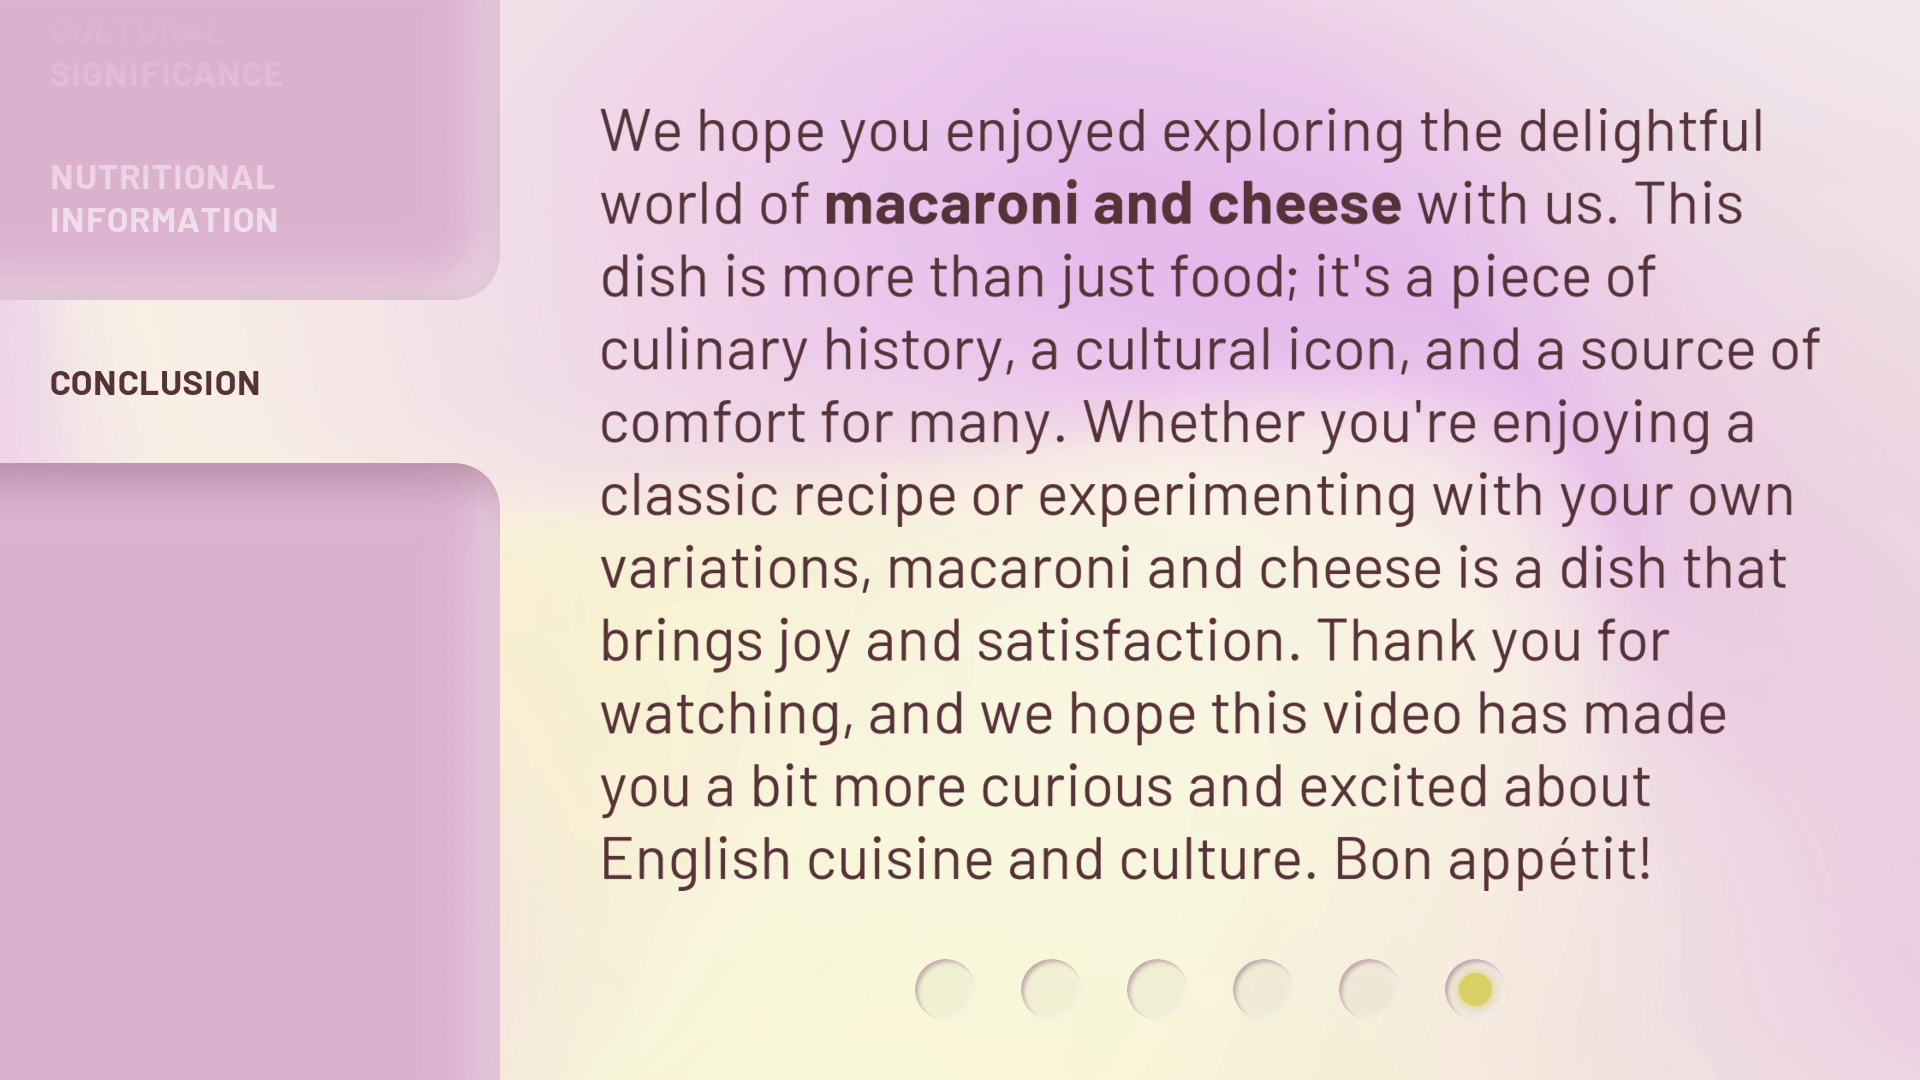 CULTURAL
SIGNIFICANCE
NUTRITIONAL
INFORMATION
CONCLUSION
We hope you enjoyed exploring the delightful
world of macaroni and cheese with us. This
dish is more than just food; it's a piece of
culinary history, a cultural icon, and a source of
comfort for many. Whether you're enjoying a
classic recipe or experimenting with your own
variations, macaroni and cheese is a dish that
brings joy and satisfaction. Thank you for
watching, and we hope this video has made
you a bit more curious and excited about
English cuisine and culture. Bon appétit!